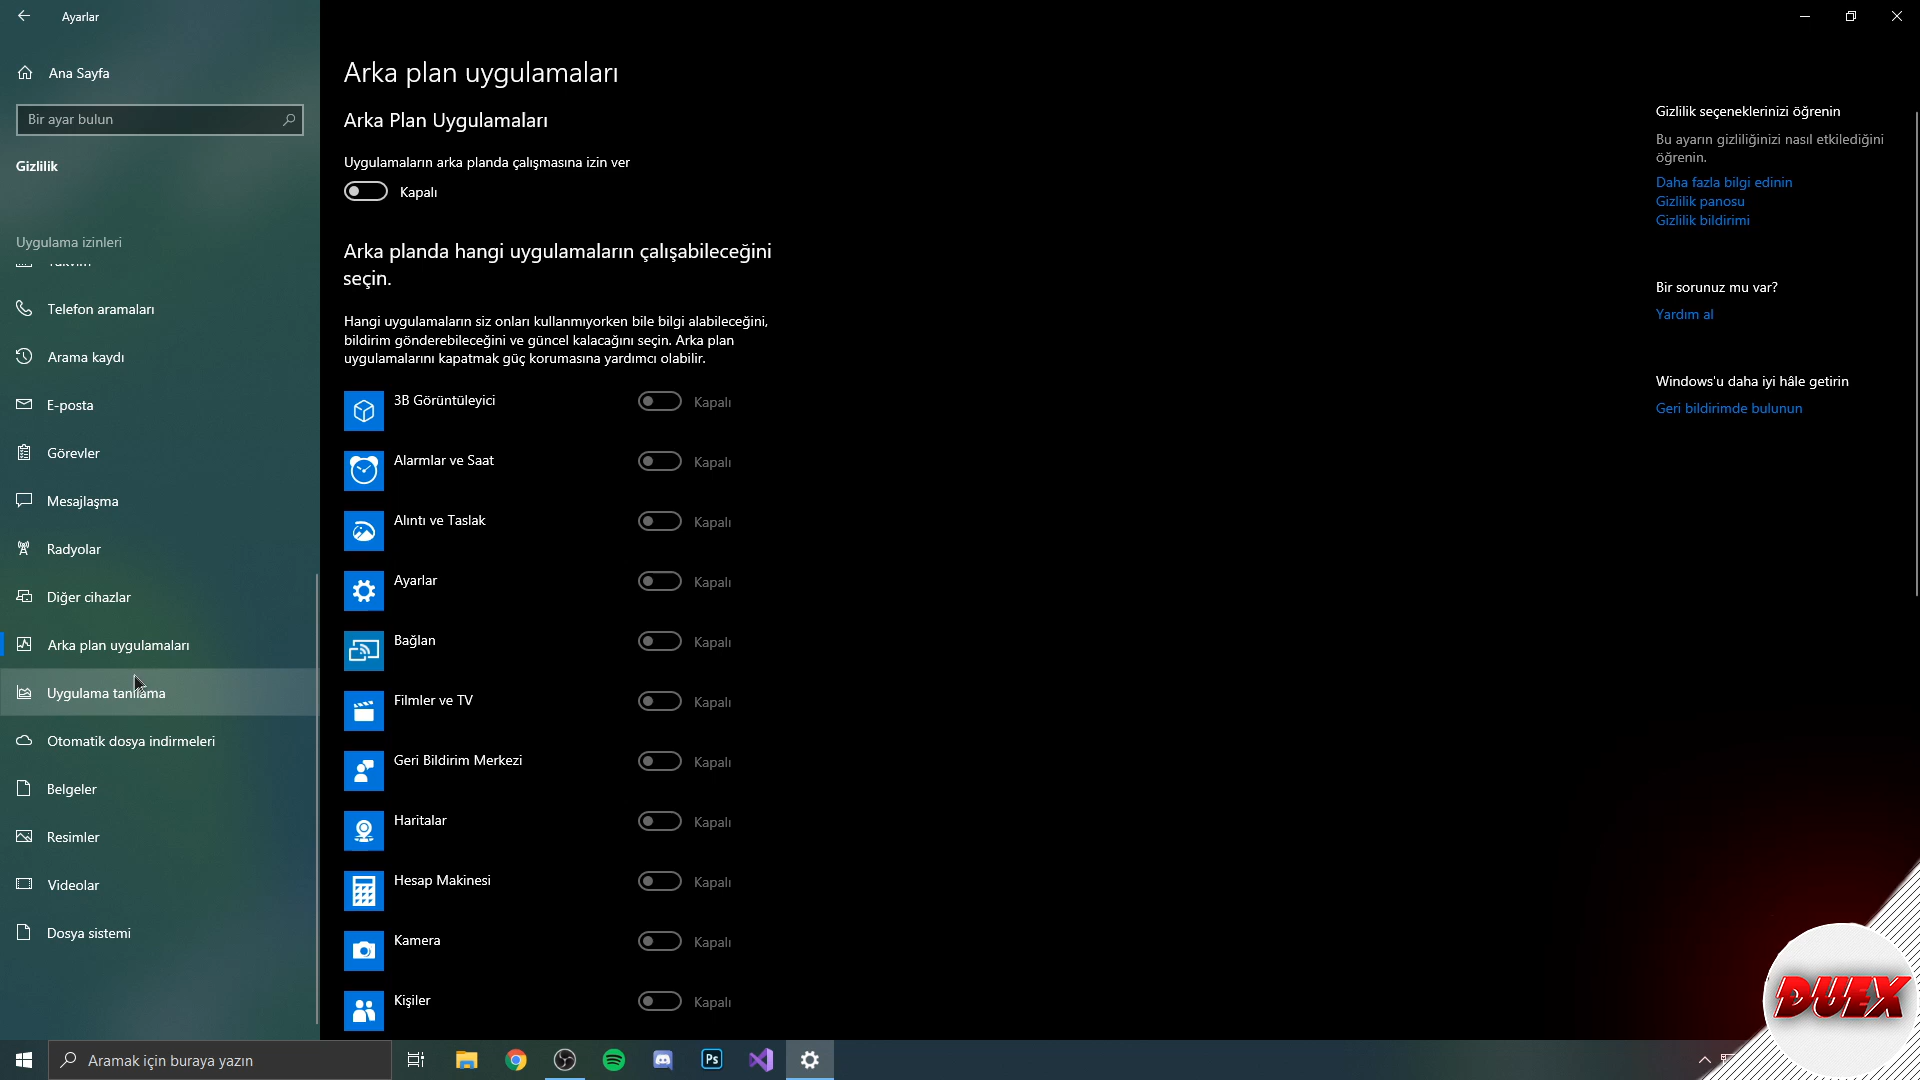 Ayarlar
Ana Sayfa
Bir ayar bulun
Gizlilik
Uygulama izinleri
Telefon aramaları
Arama kaydı
E-posta
Görevler
Mesajlaşma
Radyolar
Diğer cihazlar
Arka plan uygulamaları
Uygulama tanılama
Otomatik dosya indirmeleri
Belgeler
Resimler
Videolar
Dosya sistemi
Arka plan uygulamaları
Arka Plan Uygulamaları
Uygulamaların arka planda çalışmasına izin ver
Kapalı
Arka planda hangi uygulamaların çalışabileceğini
seçin.
Hangi uygulamaların siz onları kullanmıyorken bile bilgi alabileceğini,
bildirim gönderebileceğini ve güncel kalacağını seçin. Arka plan
uygulamalarını kapatmak güç korumasına yardımcı olabilir.
3B Görüntüleyici Kapalı
Alarmlar ve Saat Kapalı
Alıntı ve Taslak Kapalı
Ayarlar Kapalı
Bağlan Kapalı
Filmler ve TV Kapalı
Geri Bildirim Merkezi Kapalı
Haritalar Kapalı
Hesap Makinesi Kapalı
Kamera Kapalı
Kişiler Kapalı
Gizlilik seçeneklerinizi öğrenin
Bu ayarın gizliliğinizi nasıl etkilediğini
öğrenin.
Daha fazla bilgi edinin
Gizlilik panosu
Gizlilik bildirimi
Bir sorunuz mu var?
Yardım al
Windows'u daha iyi hâle getirin
Geri bildirimde bulunun
DUEX
Aramak için buraya yazın
Ps